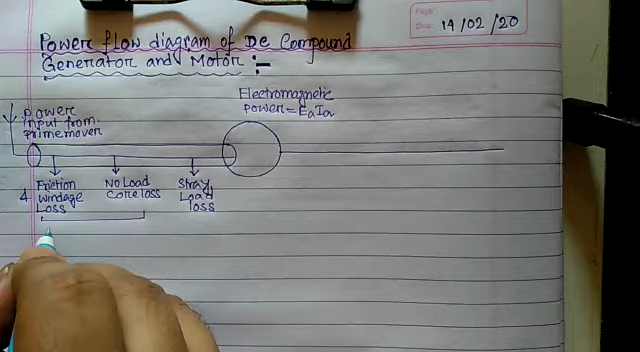 Page:
Date: 14/02/20
Power flow diagram of DC Compound
Generator and Motor :-
Electromagnetic
power = EaIa
Power
input from
primemover
Friction
& windage
Loss
No Load
Core loss
Stray
Load
loss